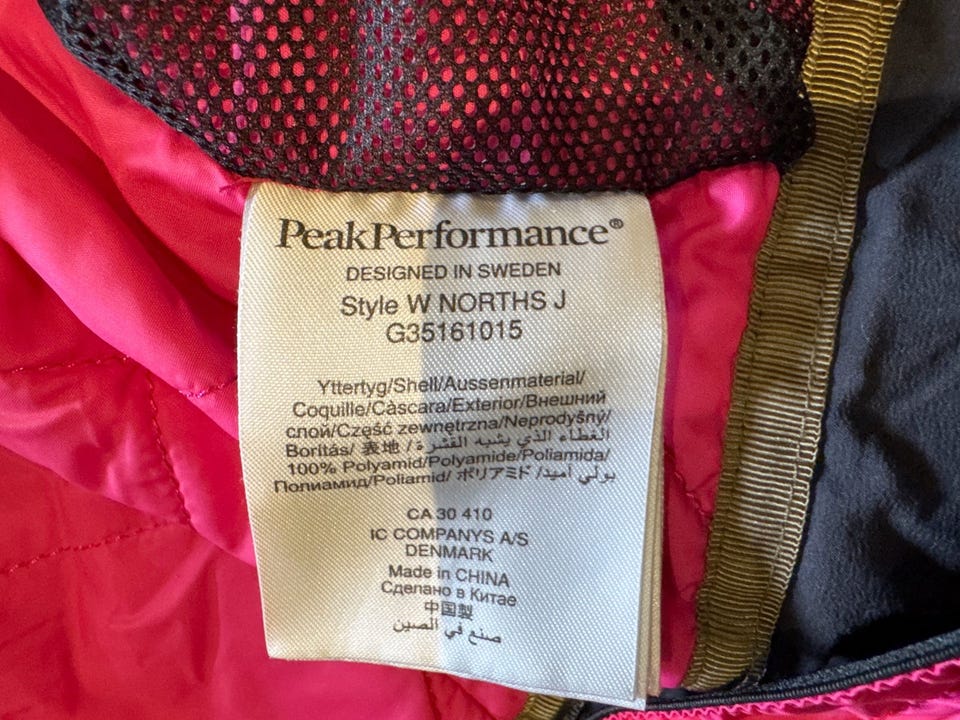 PeakPerformance®
DESIGNED IN SWEDEN
Style W NORTHS J
G35161015
Yttertyg/Shell/Aussenmaterial/
Coquille/Càscara/Exterior/Внешний
слой/Część zewnętrzna/Neprodyšný/
Borítás/ 表地 / الغطاء الذي يشبه القشرة/
100% Polyamid/Polyamide/Poliamida/
Полиамид/Poliamid/ ポリアミド /بولي أميد
CA 30 410
IC COMPANYS A/S
DENMARK
Made in CHINA
Сделано в Китае
中国製
صنع في الصين